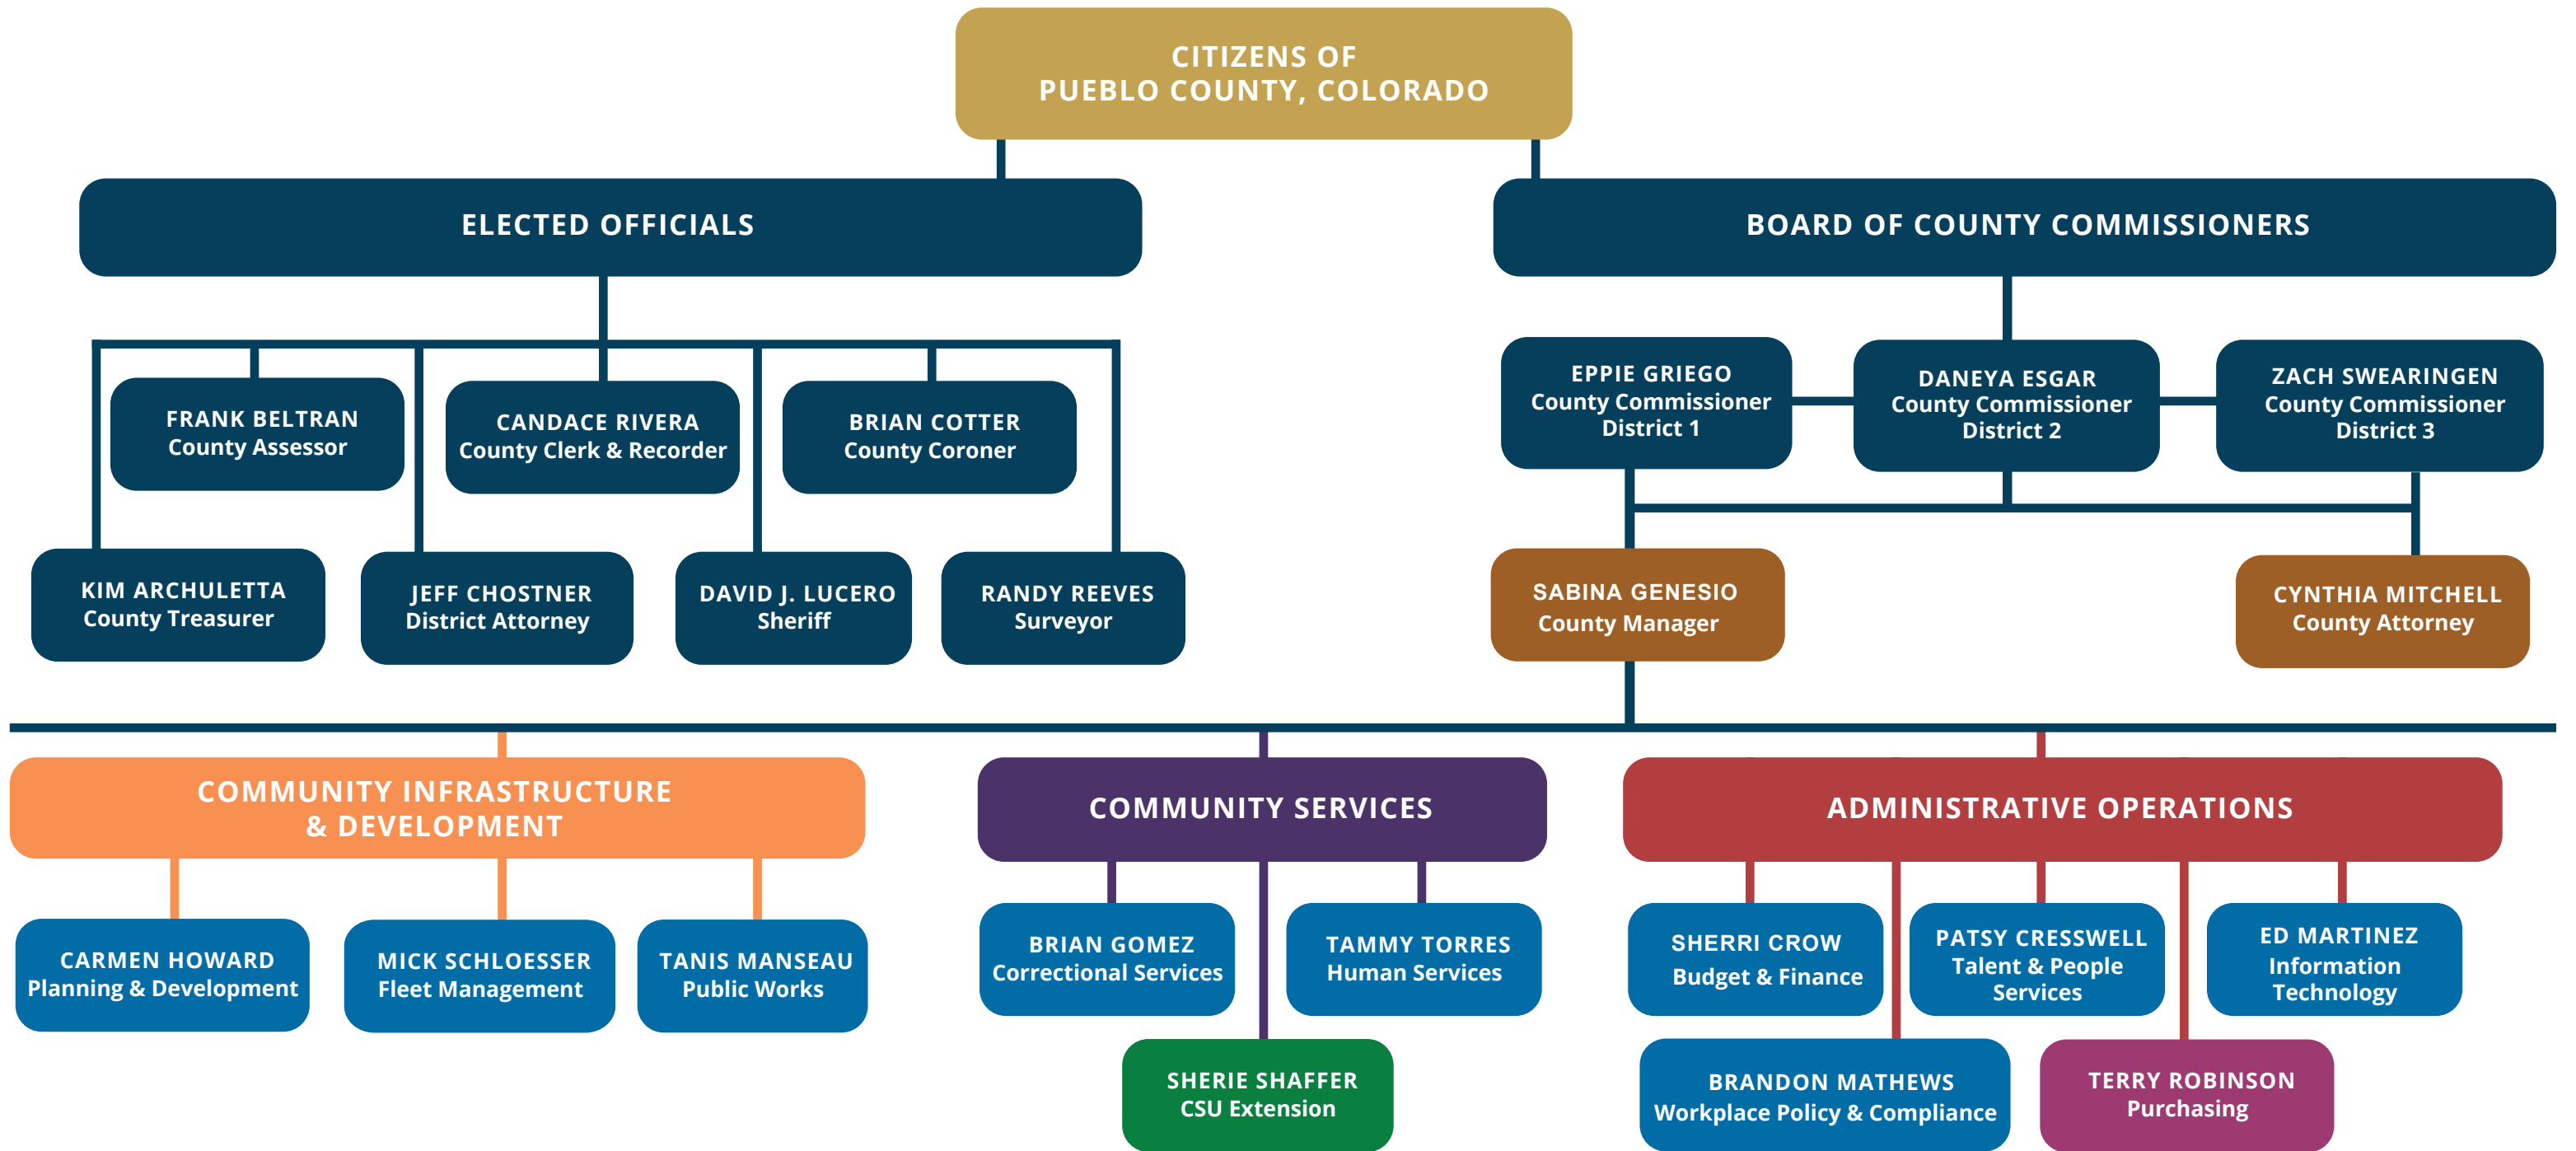 CITIZENS OF
PUEBLO COUNTY, COLORADO
ELECTED OFFICIALS
BOARD OF COUNTY COMMISSIONERS
FRANK BELTRAN
County Assessor
CANDACE RIVERA
County Clerk & Recorder
BRIAN COTTER
County Coroner
KIM ARCHULETTA
County Treasurer
JEFF CHOSTNER
District Attorney
DAVID J. LUCERO
Sheriff
RANDY REEVES
Surveyor
EPPIE GRIEGO
County Commissioner
District 1
DANEYA ESGAR
County Commissioner
District 2
ZACH SWEARINGEN
County Commissioner
District 3
SABINA GENESIO
County Manager
CYNTHIA MITCHELL
County Attorney
COMMUNITY INFRASTRUCTURE
& DEVELOPMENT
CARMEN HOWARD
Planning & Development
MICK SCHLOESSER
Fleet Management
TANIS MANSEAU
Public Works
COMMUNITY SERVICES
BRIAN GOMEZ
Correctional Services
TAMMY TORRES
Human Services
SHERIE SHAFFER
CSU Extension
ADMINISTRATIVE OPERATIONS
SHERRI CROW
Budget & Finance
PATSY CRESSWELL
Talent & People
Services
ED MARTINEZ
Information
Technology
BRANDON MATHEWS
Workplace Policy & Compliance
TERRY ROBINSON
Purchasing